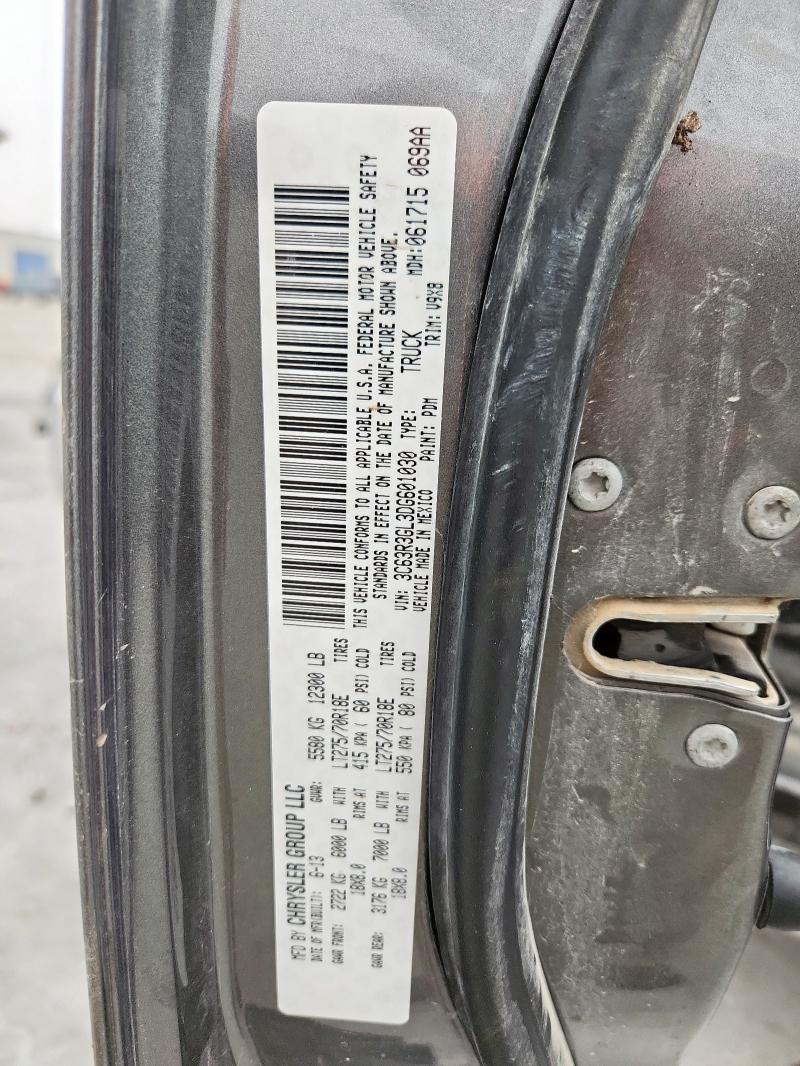 MFD BY CHRYSLER GROUP LLC
DATE OF MFR(BUILT): 6-13 GVWR: 5580 KG 12300 LB
GAWR FRONT: 2722 KG 6000 LB WITH LT275/70R18E TIRES
18X8.0 RIMS AT 415 KPA ( 60 PSI) COLD
GAWR REAR: 3176 KG 7000 LB WITH LT275/70R18E TIRES
18X8.0 RIMS AT 550 KPA ( 80 PSI) COLD
THIS VEHICLE CONFORMS TO ALL APPLICABLE U.S.A. FEDERAL MOTOR VEHICLE SAFETY
STANDARDS IN EFFECT ON THE DATE OF MANUFACTURE SHOWN ABOVE.
VIN: 3C63R3GL3DG601030 TYPE: TRUCK MDH:061715 069AA
VEHICLE MADE IN MEXICO PAINT: PDM TRIM: V9X8